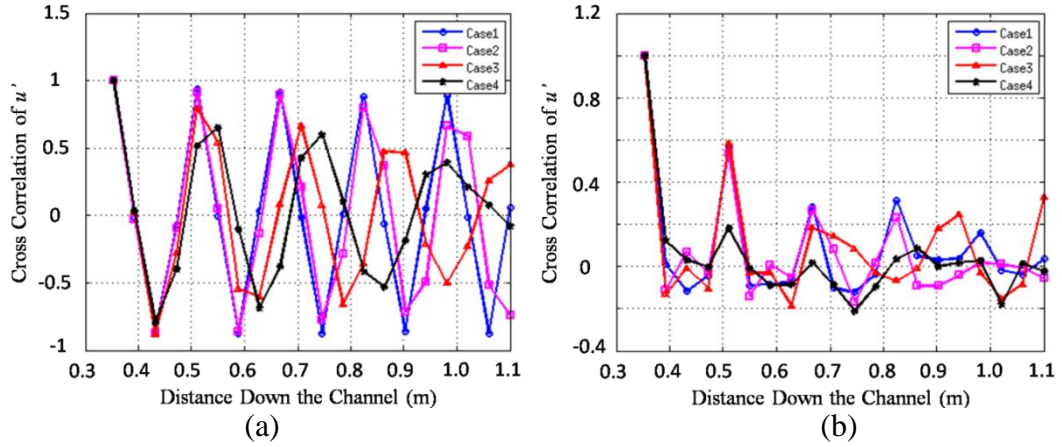 1.5
1
0.5
0
-0.5
-1
Cross Correlation of u'
Case1
Case2
Case3
Case4
0.3 0.4 0.5 0.6 0.7 0.8 0.9 1.0 1.1
Distance Down the Channel (m)
(a)
1.2
0.8
0.4
0
-0.4
Cross Correlation of u'
Case1
Case2
Case3
Case4
0.3 0.4 0.5 0.6 0.7 0.8 0.9 1.0 1.1
Distance Down the Channel (m)
(b)